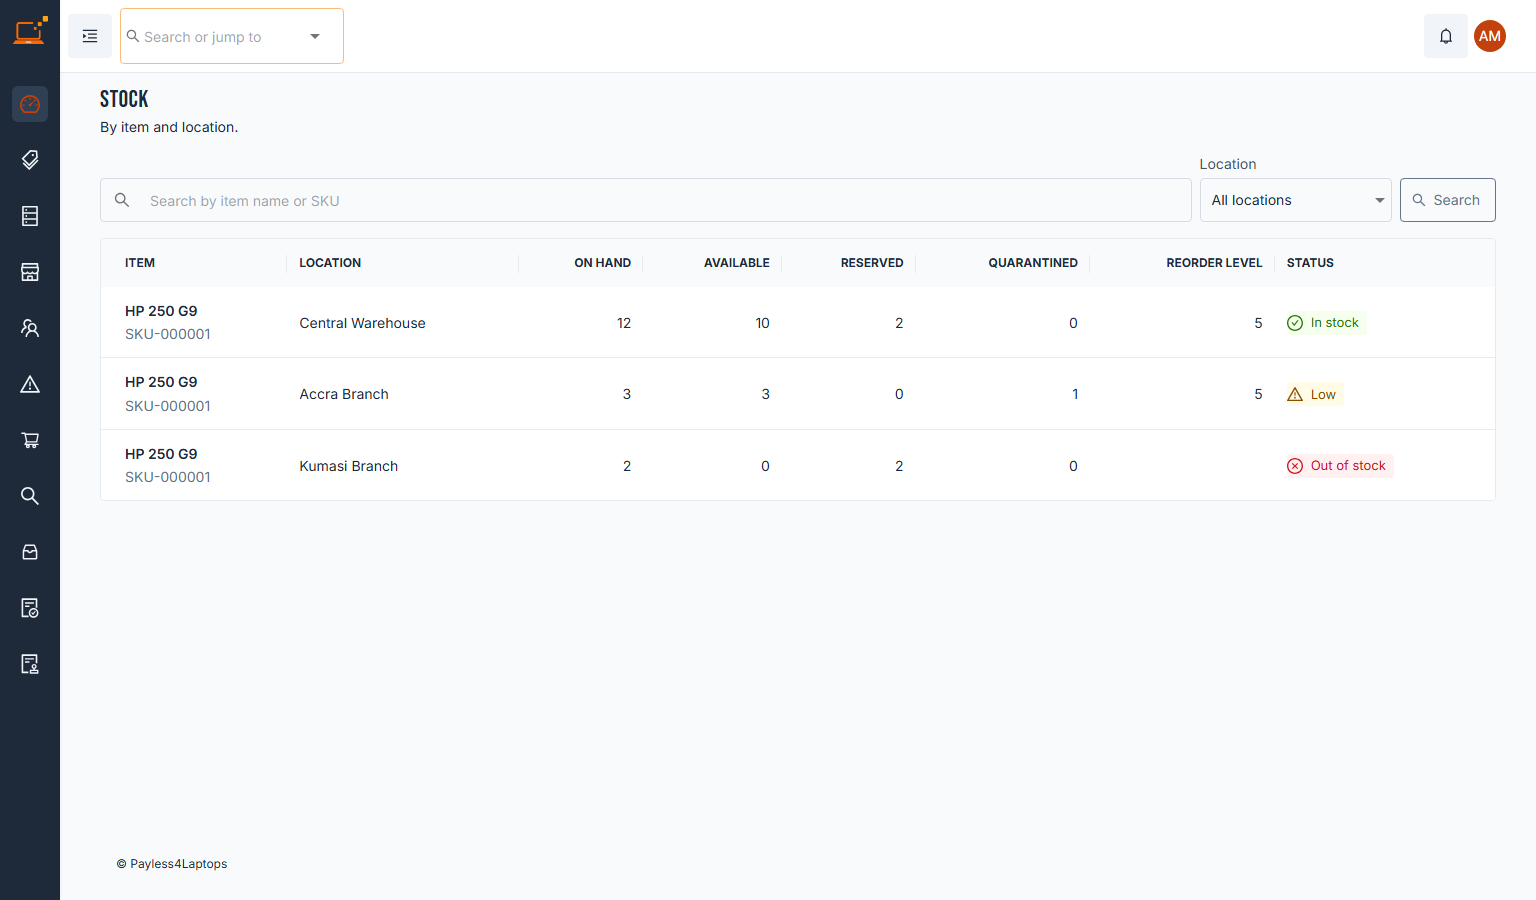 Search or jump to
AM
STOCK
By item and location.
Location
Search by item name or SKU
All locations
Search
ITEM LOCATION ON HAND AVAILABLE RESERVED QUARANTINED REORDER LEVEL STATUS
HP 250 G9
SKU-000001
Central Warehouse 12 10 2 0 5 In stock
HP 250 G9
SKU-000001
Accra Branch 3 3 0 1 5 Low
HP 250 G9
SKU-000001
Kumasi Branch 2 0 2 0 Out of stock
© Payless4Laptops